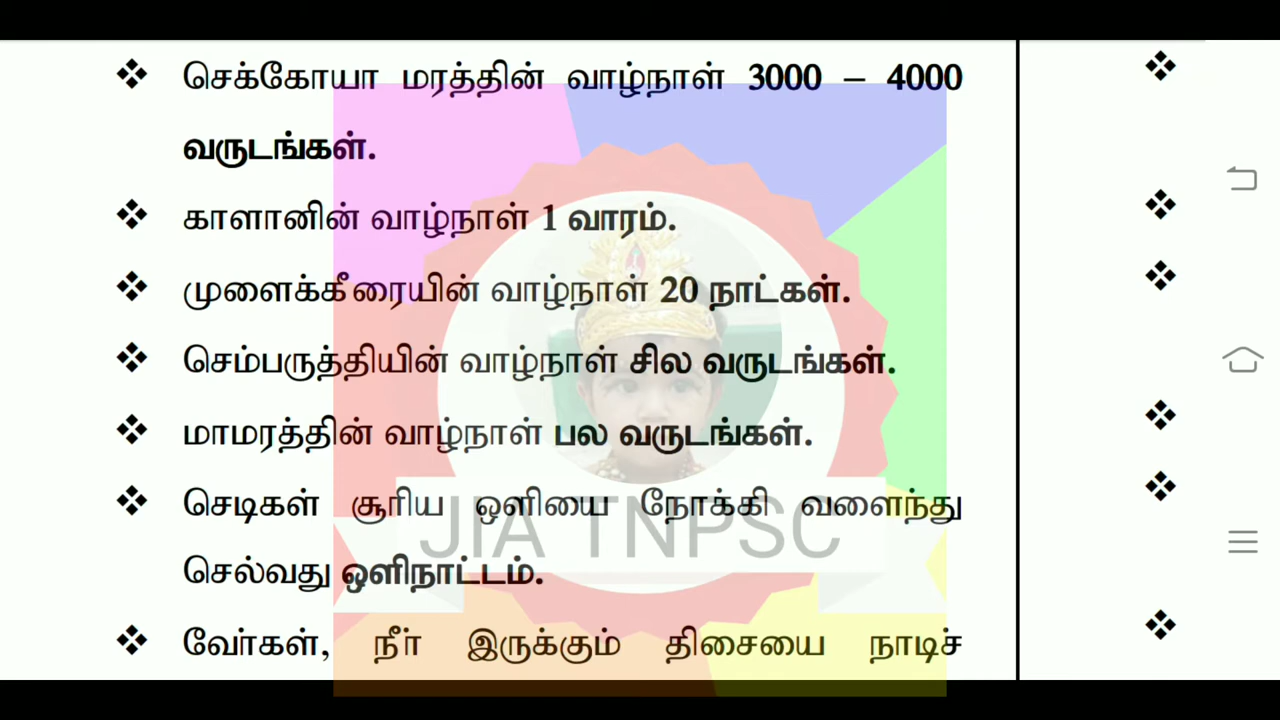 ❖ செக்கோயா மரத்தின் வாழ்நாள் 3000 – 4000
வருடங்கள்.
❖ காளானின் வாழ்நாள் 1 வாரம்.
❖ முளைக்கீரையின் வாழ்நாள் 20 நாட்கள்.
❖ செம்பருத்தியின் வாழ்நாள் சில வருடங்கள்.
❖ மாமரத்தின் வாழ்நாள் பல வருடங்கள்.
❖ செடிகள் சூரிய ஒளியை நோக்கி வளைந்து
செல்வது ஒளிநாட்டம்.
JIA TNPSC
❖ வேர்கள், நீர் இருக்கும் திசையை நாடிச்